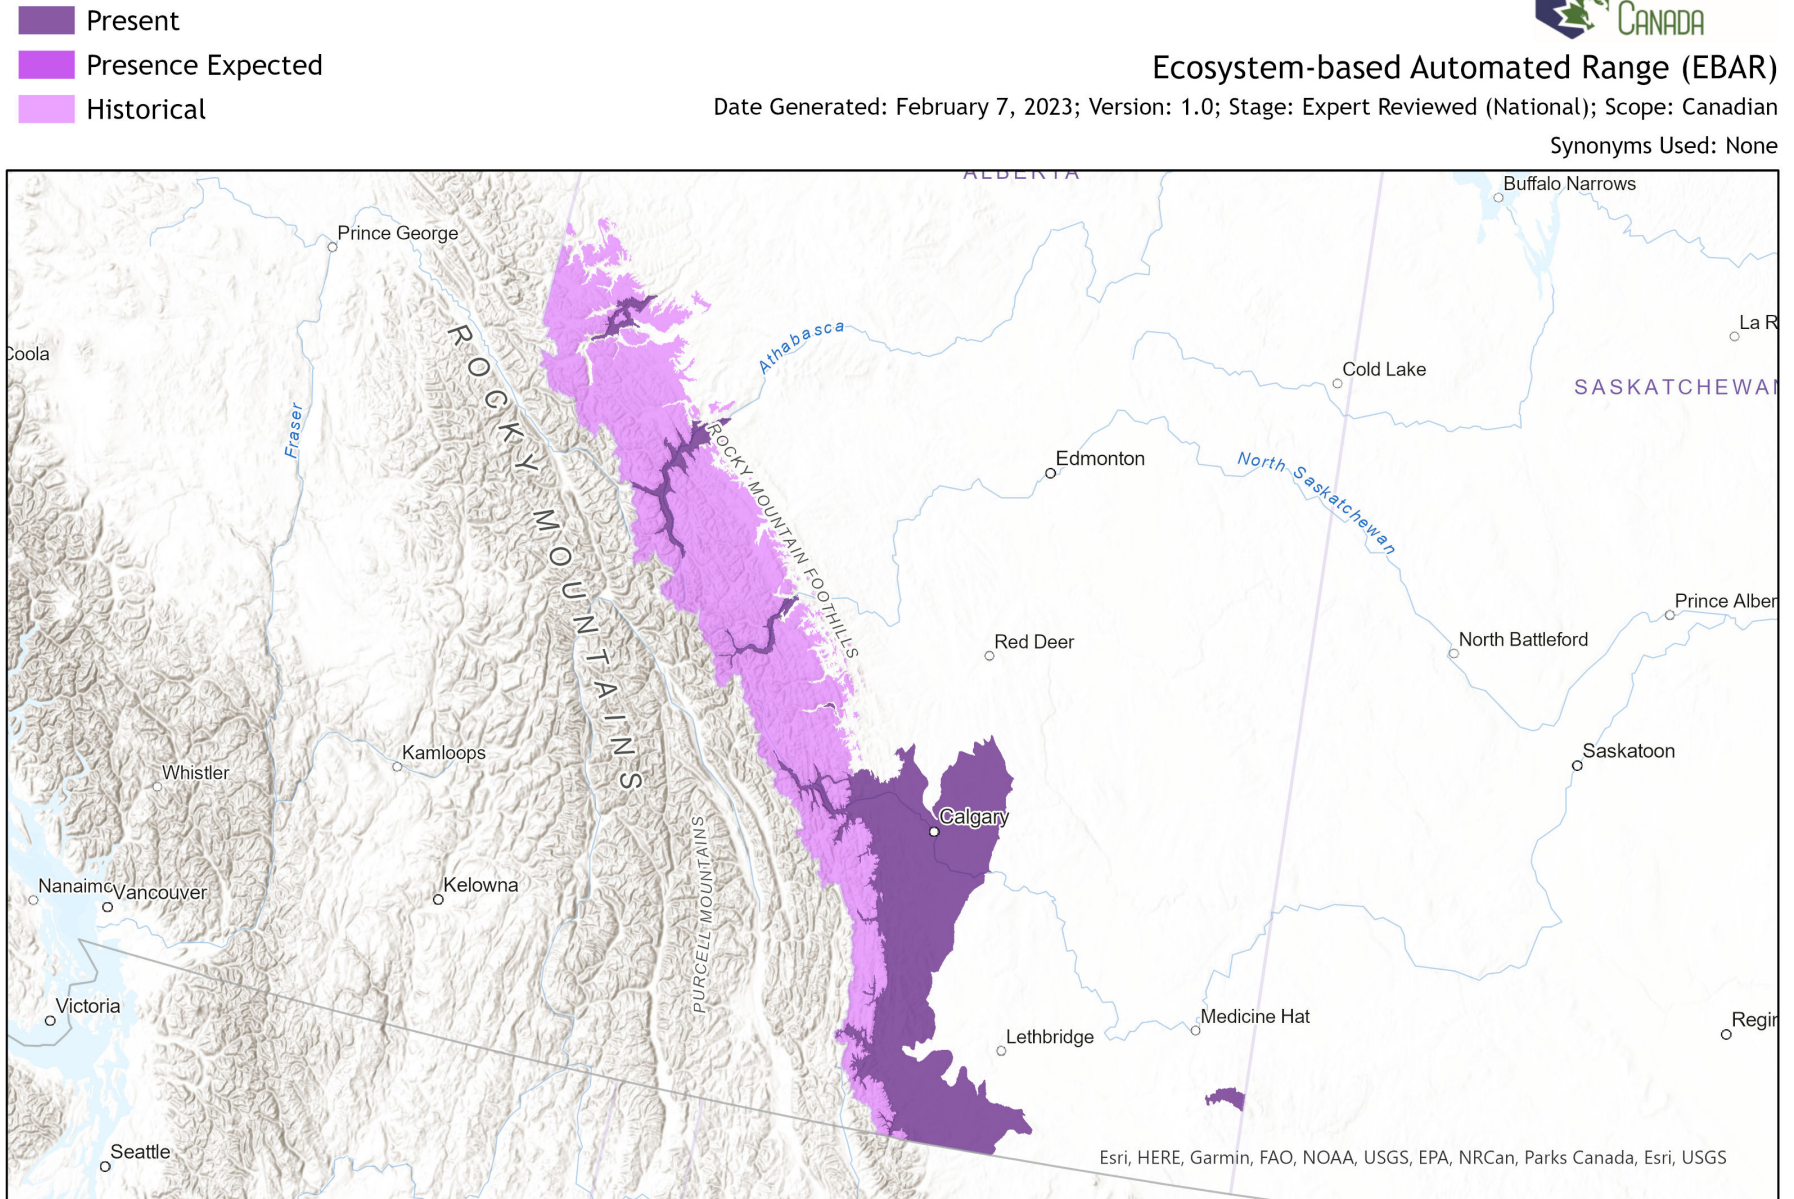 Present
CANADA
Presence Expected
Ecosystem-based Automated Range (EBAR)
Historical
Date Generated: February 7, 2023; Version: 1.0; Stage: Expert Reviewed (National); Scope: Canadian
Synonyms Used: None
ALBERTA
Buffalo Narrows
Prince George
La R
Athabasca
Coola
ROCKY MOUNTAINS
Cold Lake
SASKATCHEWAN
Fraser
ROCKY MOUNTAIN FOOTHILLS
Edmonton
North Saskatchewan
Prince Alber
Red Deer
North Battleford
Kamloops
Saskatoon
Whistler
Calgary
PURCELL MOUNTAINS
Nanaimo
Vancouver
Kelowna
Victoria
Medicine Hat
Regin
Lethbridge
Seattle
Esri, HERE, Garmin, FAO, NOAA, USGS, EPA, NRCan, Parks Canada, Esri, USGS